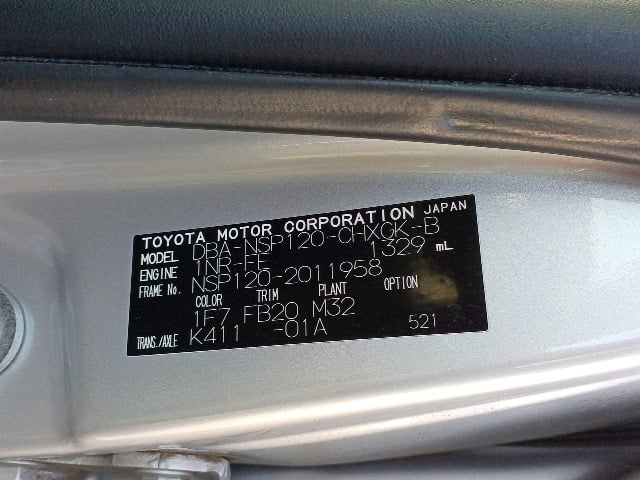 TOYOTA MOTOR CORPORATION JAPAN
MODEL DBA-NSP120-CHXGK-B
ENGINE 1NR-FE 1329 mL
FRAME No. NSP120-2011958
COLOR TRIM PLANT OPTION
1F7 FB20 M32
TRANS./AXLE K411 -01A 521